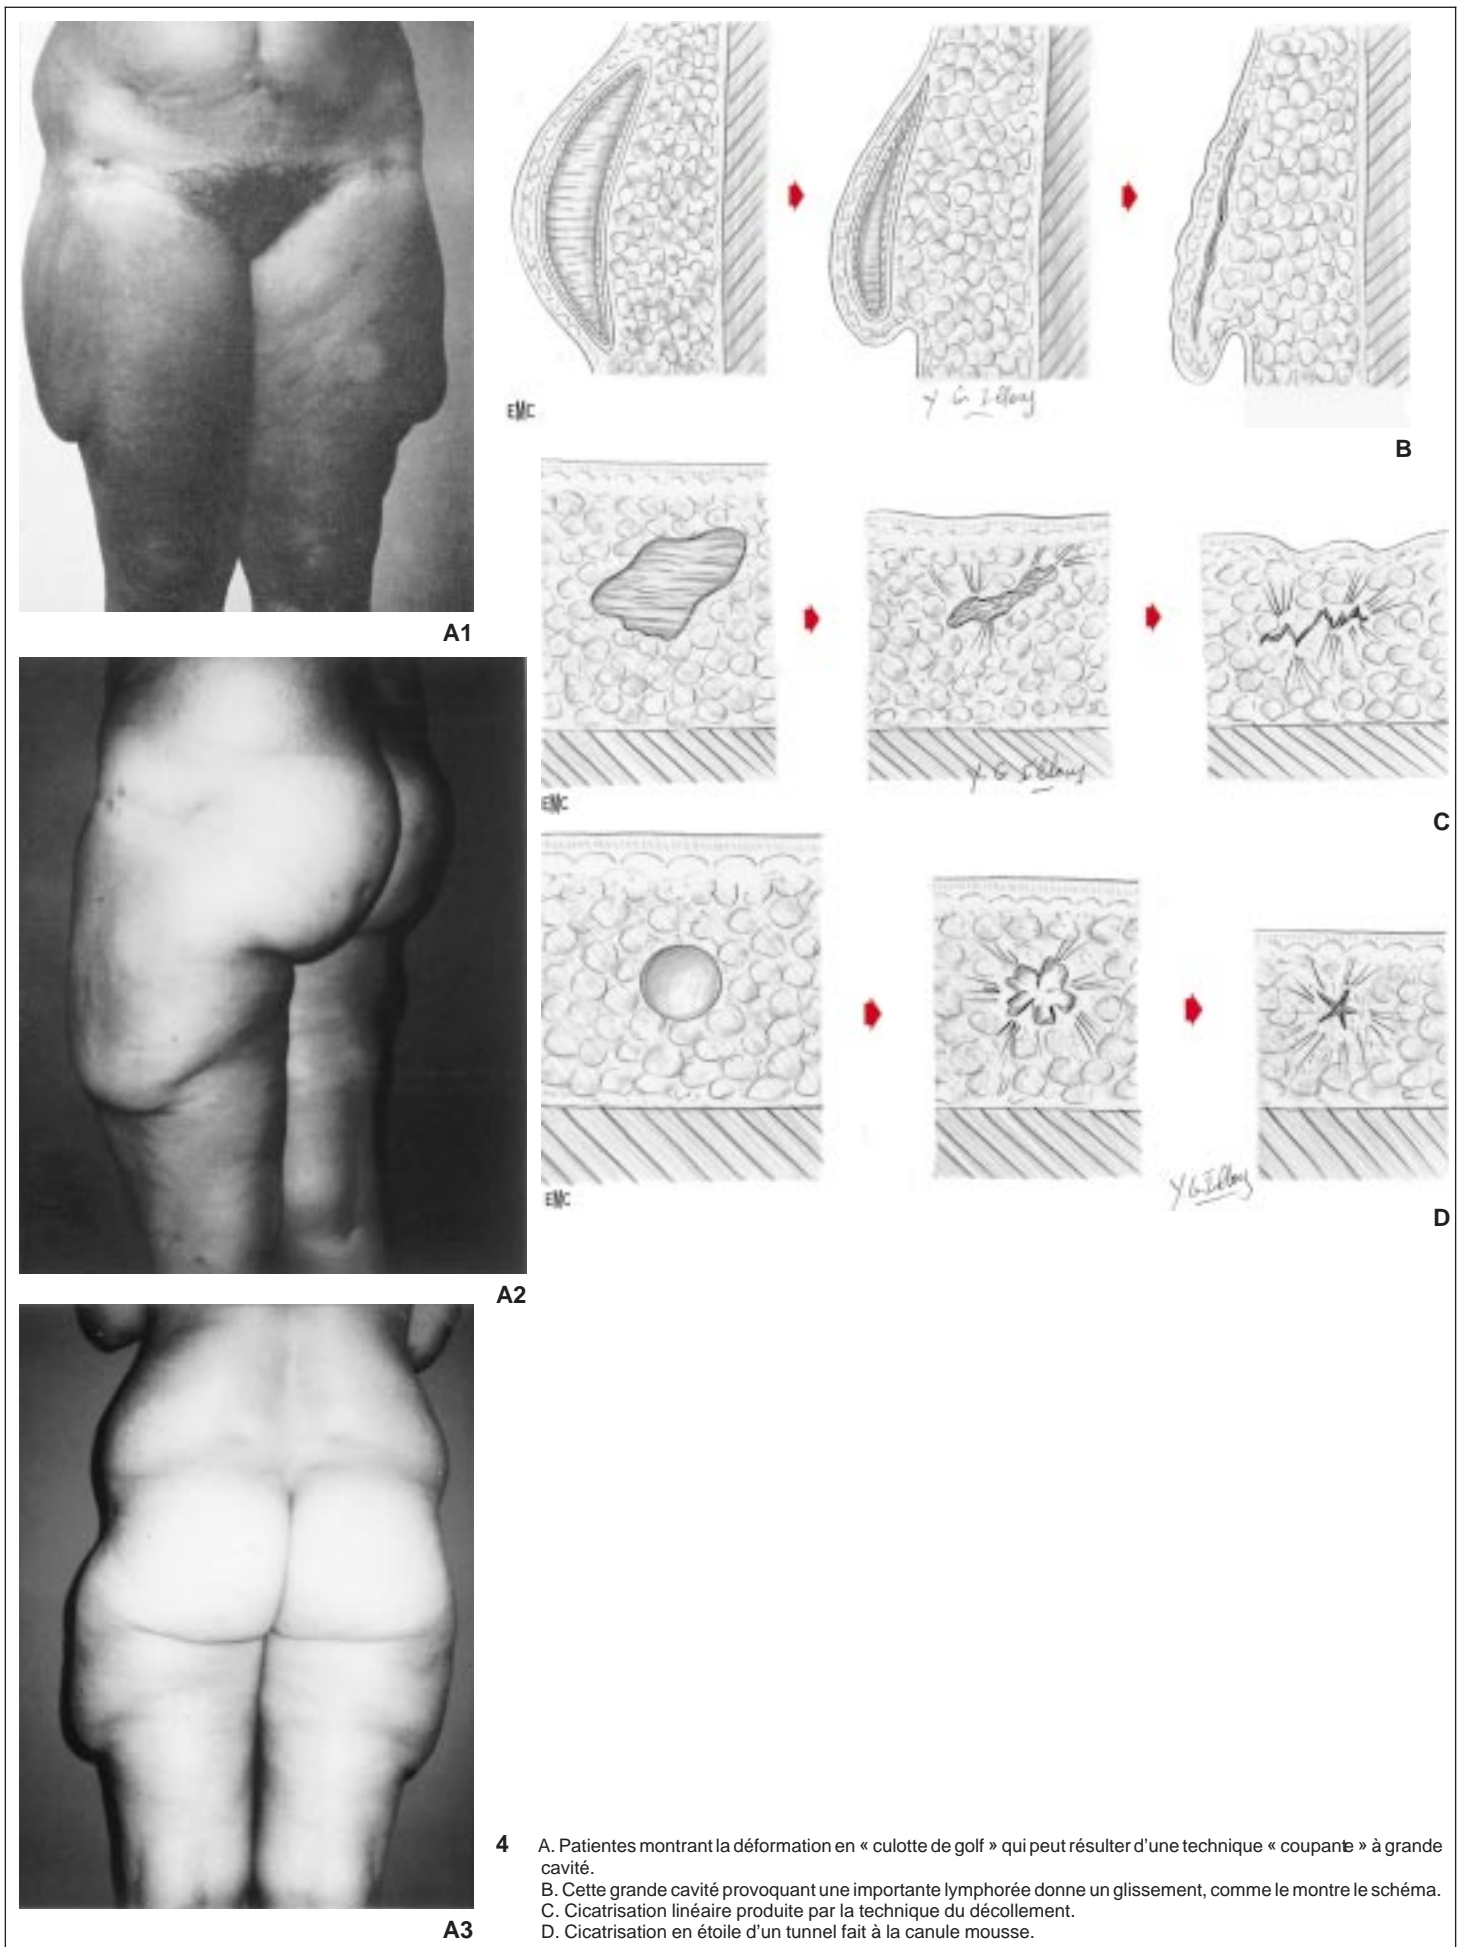 A1
EMC
B
EMC
C
A2
EMC
D
A3
4 A. Patientes montrant la déformation en « culotte de golf » qui peut résulter d'une technique « coupante » à grande
cavité.
B. Cette grande cavité provoquant une importante lymphorée donne un glissement, comme le montre le schéma.
C. Cicatrisation linéaire produite par la technique du décollement.
D. Cicatrisation en étoile d'un tunnel fait à la canule mousse.